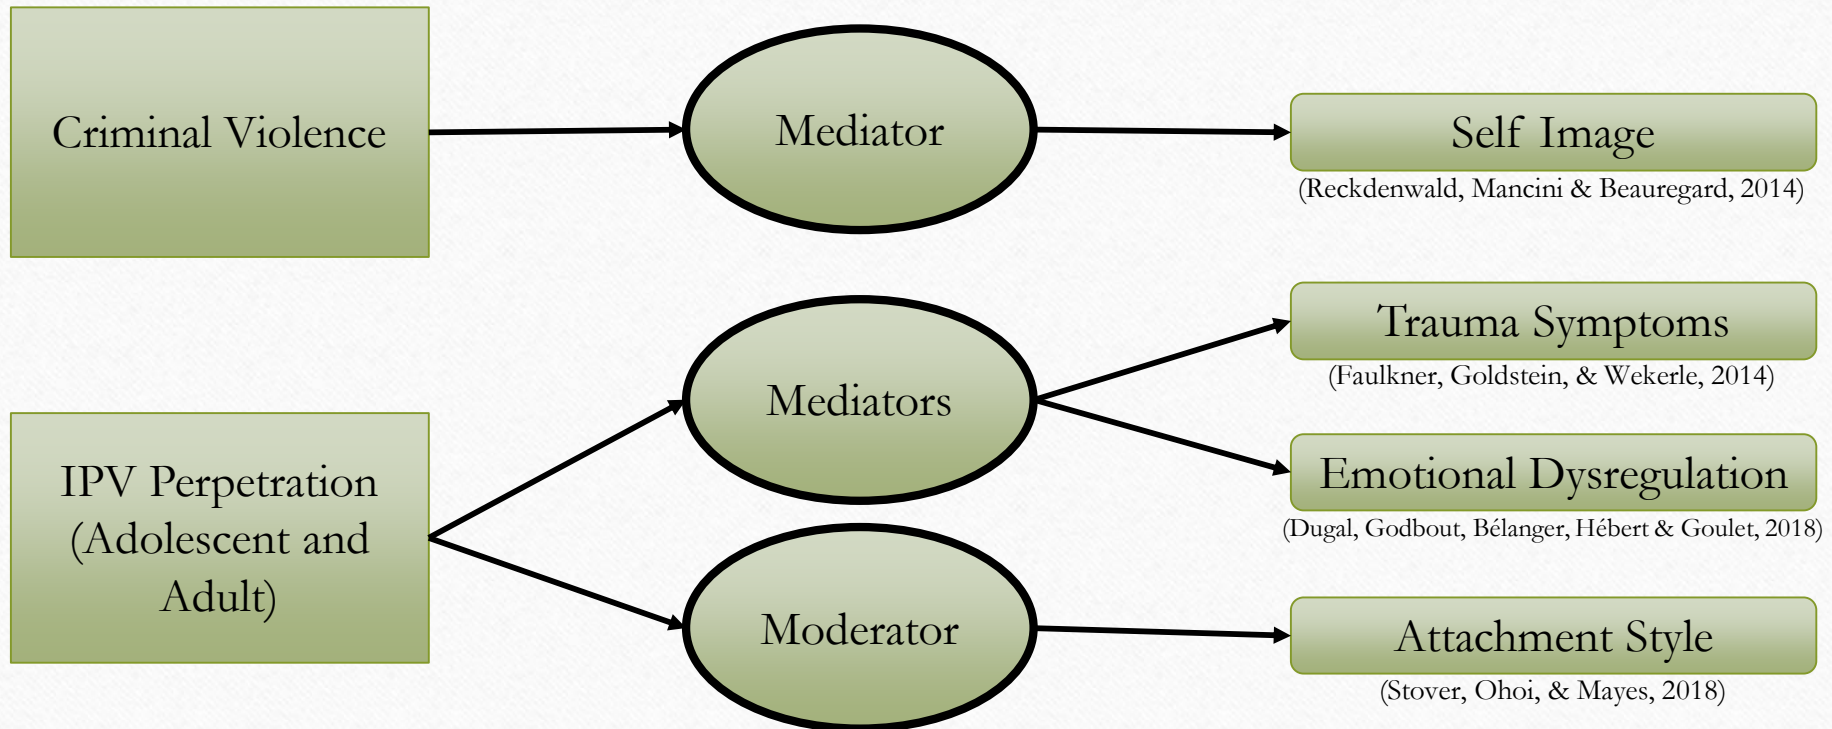 Criminal Violence
Mediator
Self Image
(Reckdenwald, Mancini & Beauregard, 2014)
IPV Perpetration
(Adolescent and
Adult)
Mediators
Trauma Symptoms
(Faulkner, Goldstein, & Wekerle, 2014)
Emotional Dysregulation
(Dugal, Godbout, Bélanger, Hébert & Goulet, 2018)
Moderator
Attachment Style
(Stover, Ohoi, & Mayes, 2018)